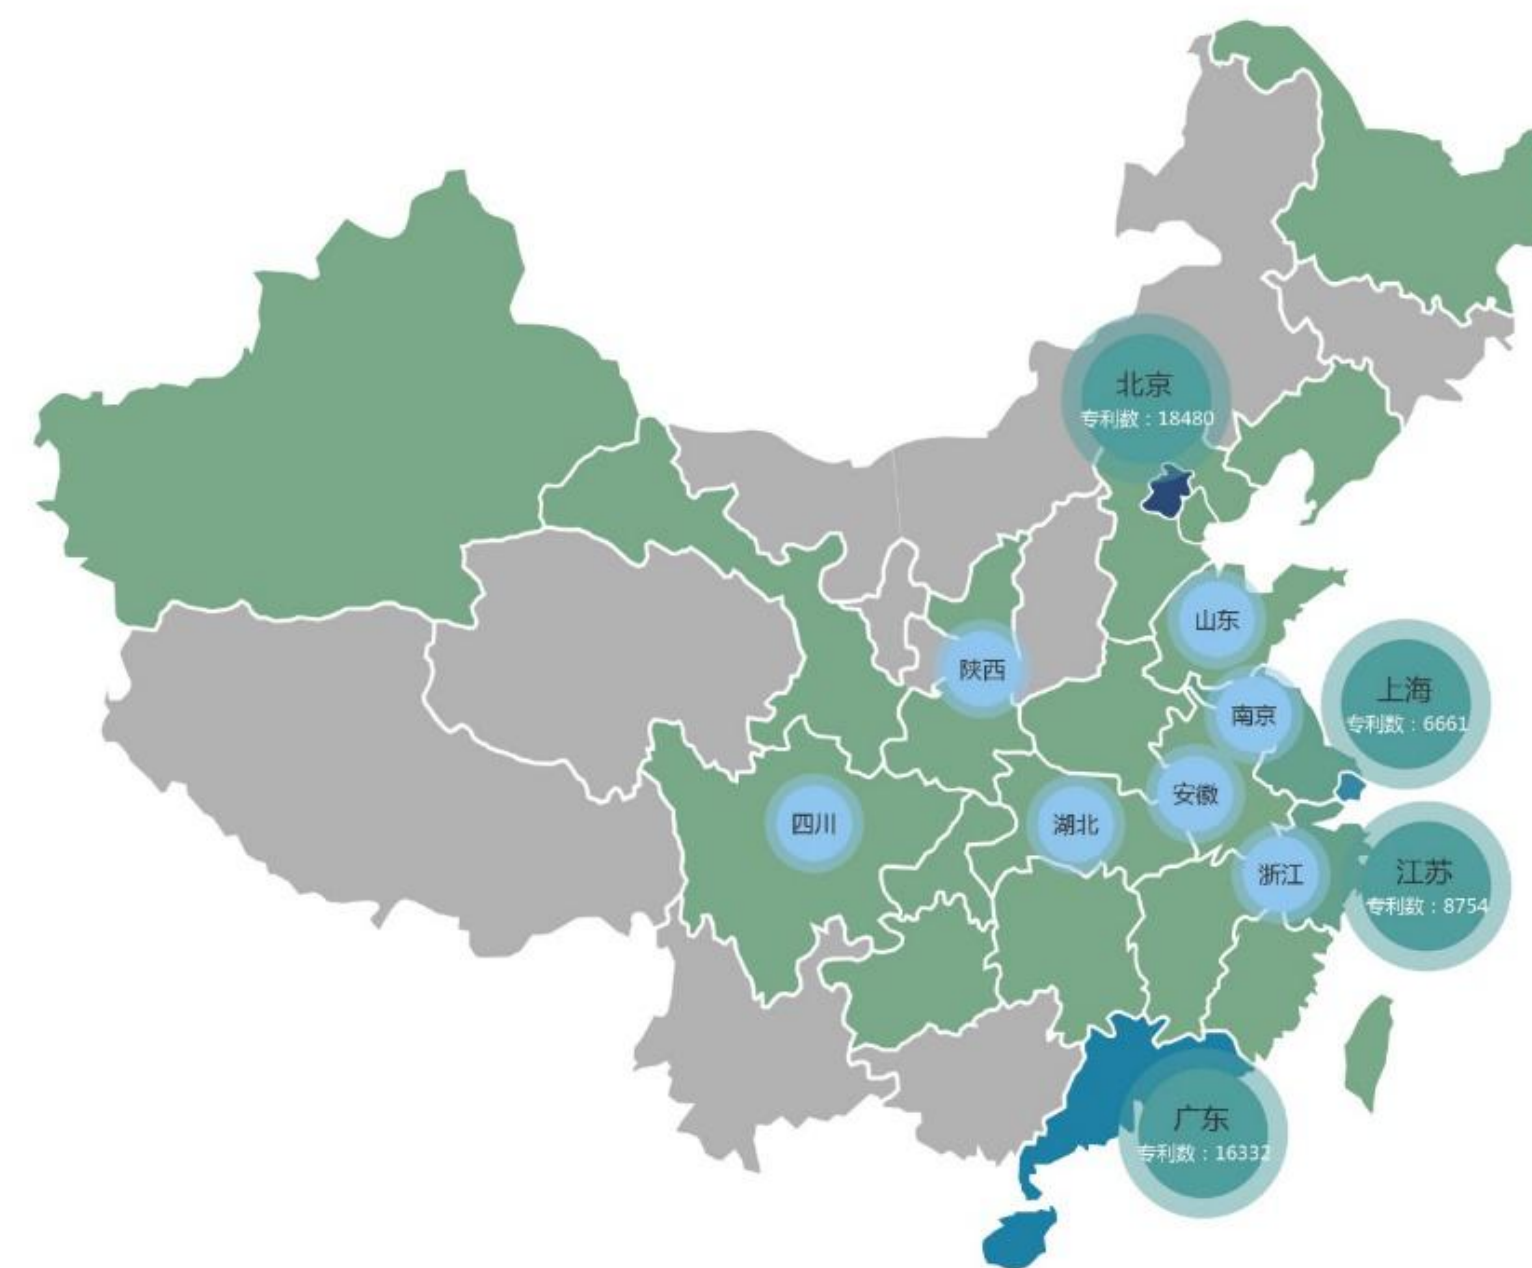 北京
专利数：18480
山东
陕西
上海
专利数：6661
南京
安徽
四川
湖北
浙江
江苏
专利数：8754
广东
专利数：16332